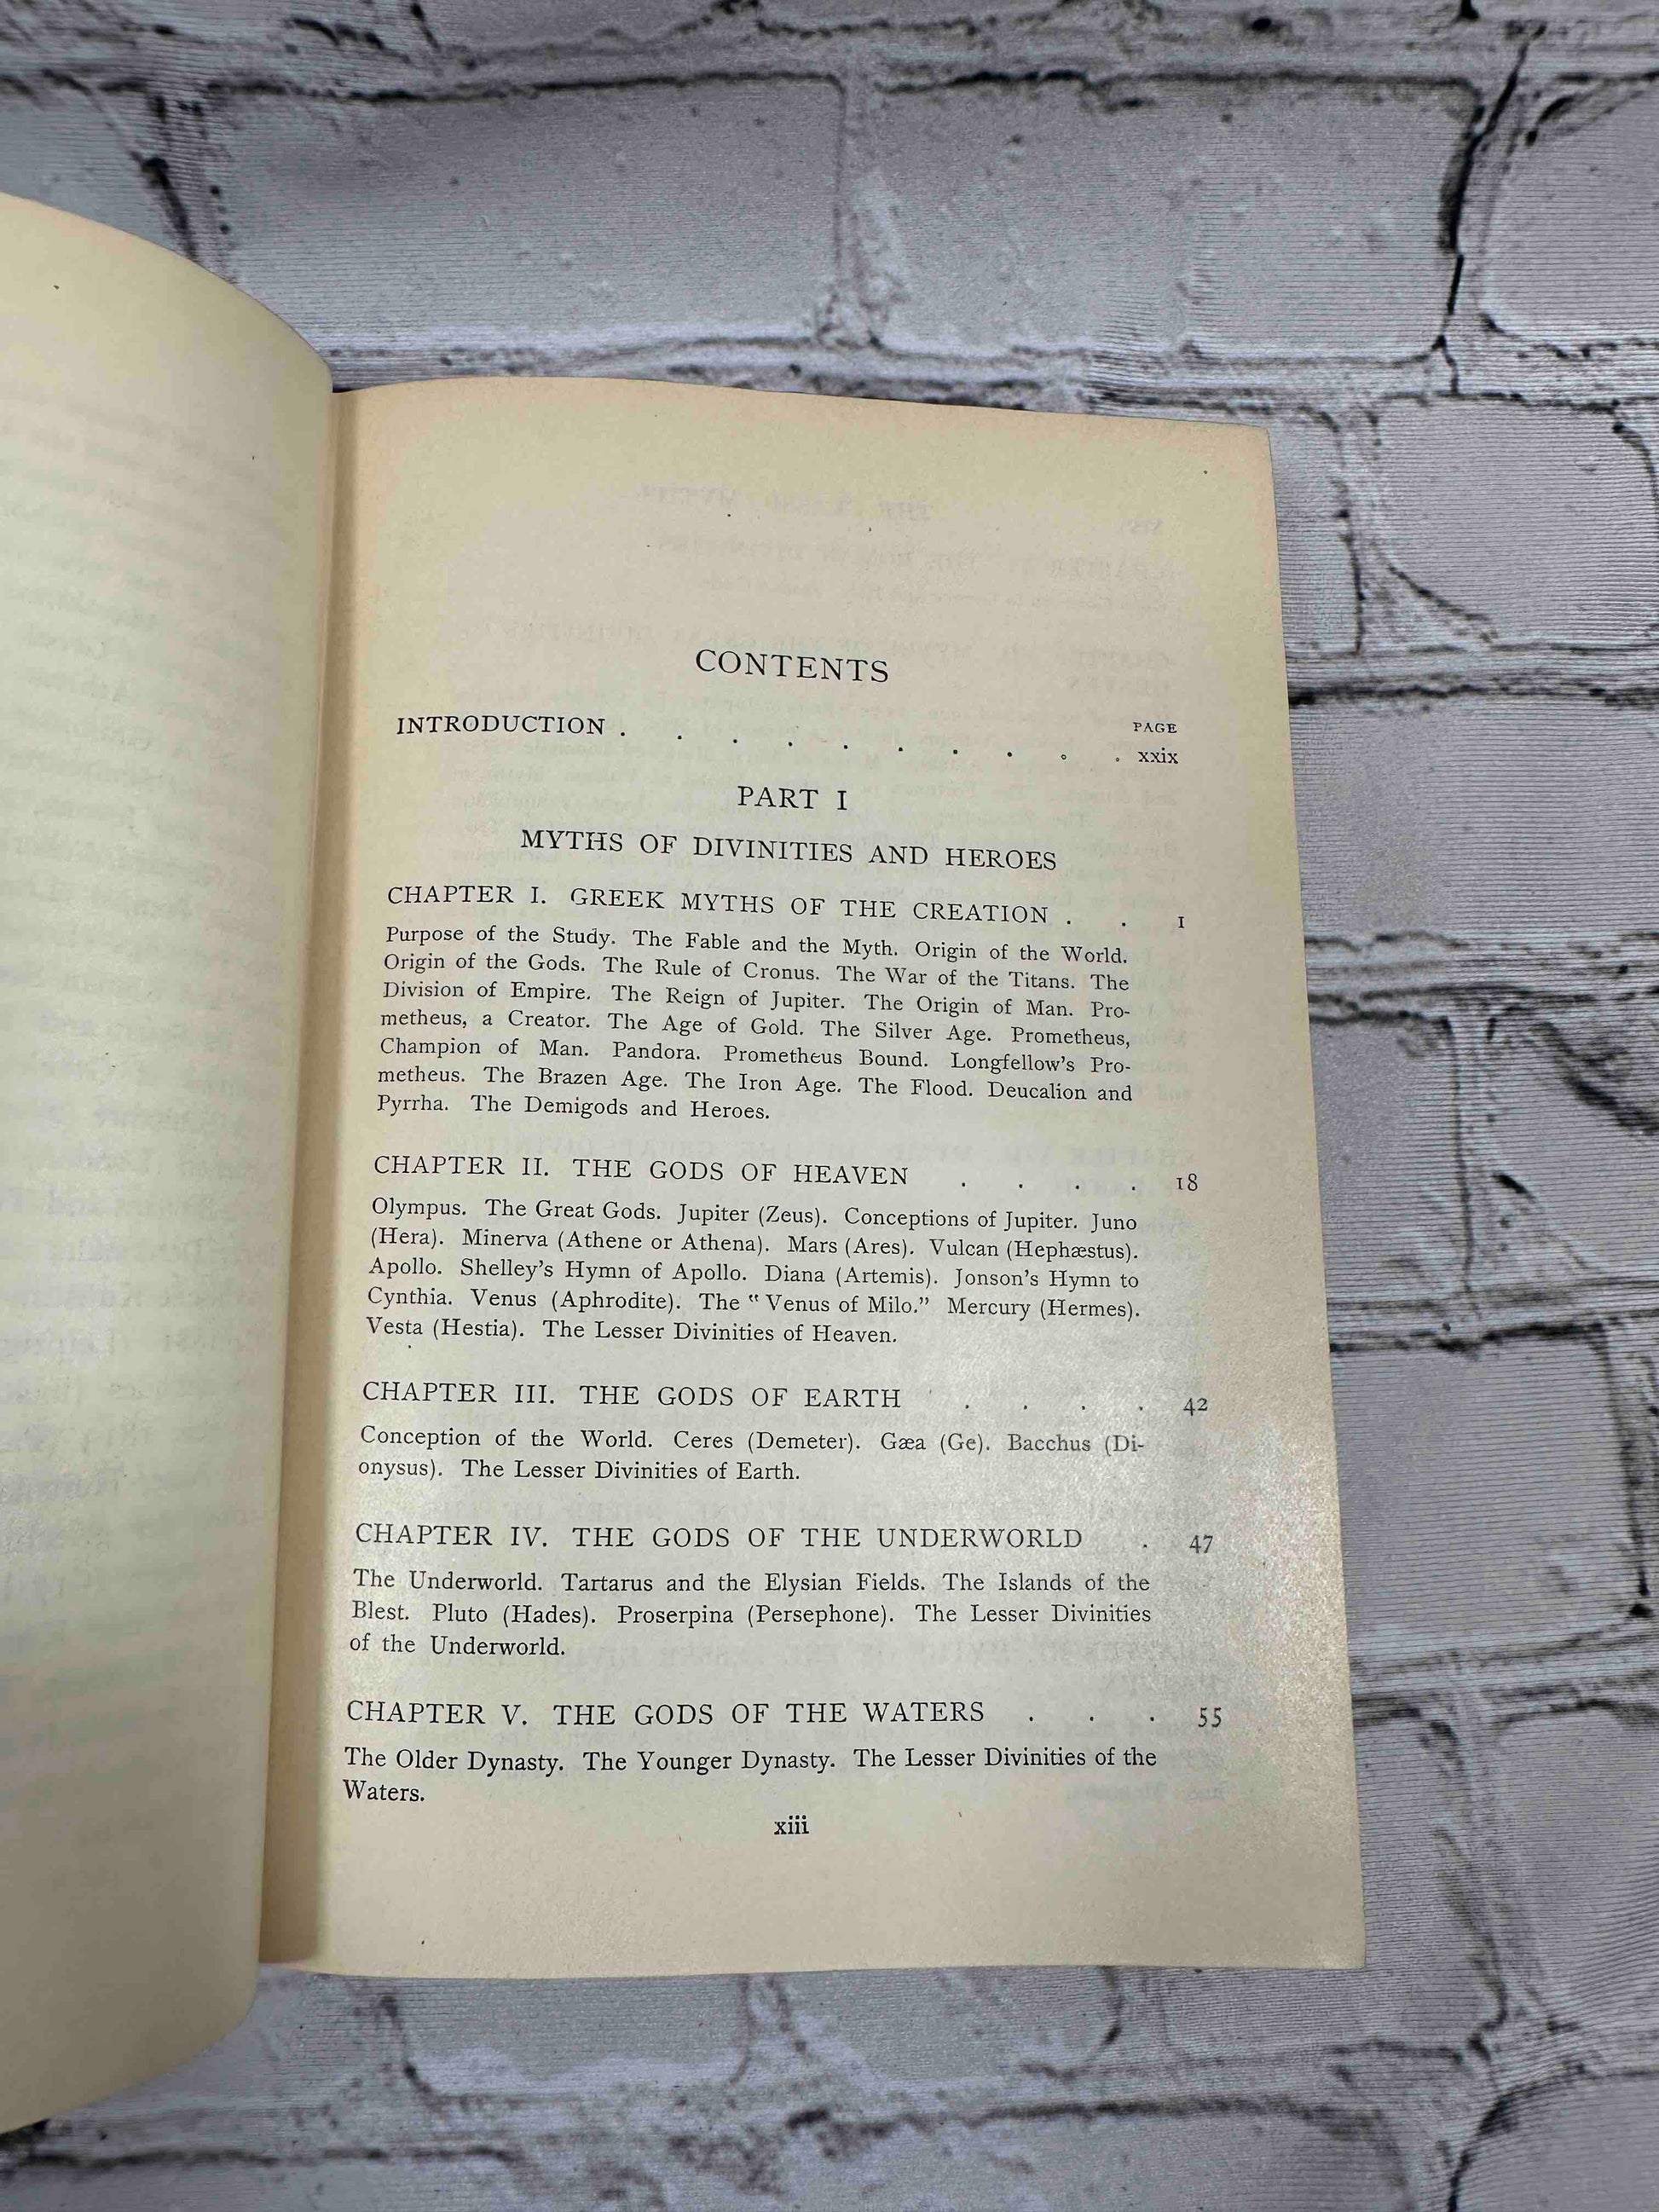 CONTENTS
PAGE
INTRODUCTION . . . . . . . . . . xxix
PART I
MYTHS OF DIVINITIES AND HEROES
CHAPTER I. GREEK MYTHS OF THE CREATION . . 1
Purpose of the Study. The Fable and the Myth. Origin of the World.
Origin of the Gods. The Rule of Cronus. The War of the Titans. The
Division of Empire. The Reign of Jupiter. The Origin of Man. Pro-
metheus, a Creator. The Age of Gold. The Silver Age. Prometheus,
Champion of Man. Pandora. Prometheus Bound. Longfellow's Pro-
metheus. The Brazen Age. The Iron Age. The Flood. Deucalion and
Pyrrha. The Demigods and Heroes.
CHAPTER II. THE GODS OF HEAVEN . . . . 18
Olympus. The Great Gods. Jupiter (Zeus). Conceptions of Jupiter. Juno
(Hera). Minerva (Athene or Athena). Mars (Ares). Vulcan (Hephæstus).
Apollo. Shelley's Hymn of Apollo. Diana (Artemis). Jonson's Hymn to
Cynthia. Venus (Aphrodite). The “Venus of Milo.” Mercury (Hermes).
Vesta (Hestia). The Lesser Divinities of Heaven.
CHAPTER III. THE GODS OF EARTH . . . . 42
Conception of the World. Ceres (Demeter). Gæa (Ge). Bacchus (Di-
onysus). The Lesser Divinities of Earth.
CHAPTER IV. THE GODS OF THE UNDERWORLD . 47
The Underworld. Tartarus and the Elysian Fields. The Islands of the
Blest. Pluto (Hades). Proserpina (Persephone). The Lesser Divinities
of the Underworld.
CHAPTER V. THE GODS OF THE WATERS . . . 55
The Older Dynasty. The Younger Dynasty. The Lesser Divinities of the
Waters.
xiii